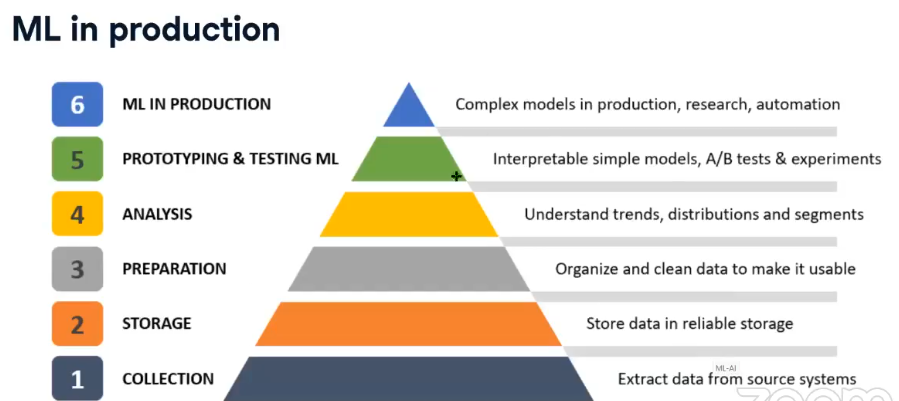 ML in production
6 ML IN PRODUCTION Complex models in production, research, automation
5 PROTOTYPING & TESTING ML Interpretable simple models, A/B tests & experiments
4 ANALYSIS Understand trends, distributions and segments
3 PREPARATION Organize and clean data to make it usable
2 STORAGE Store data in reliable storage
ML-AI
1 COLLECTION Extract data from source systems
zoom